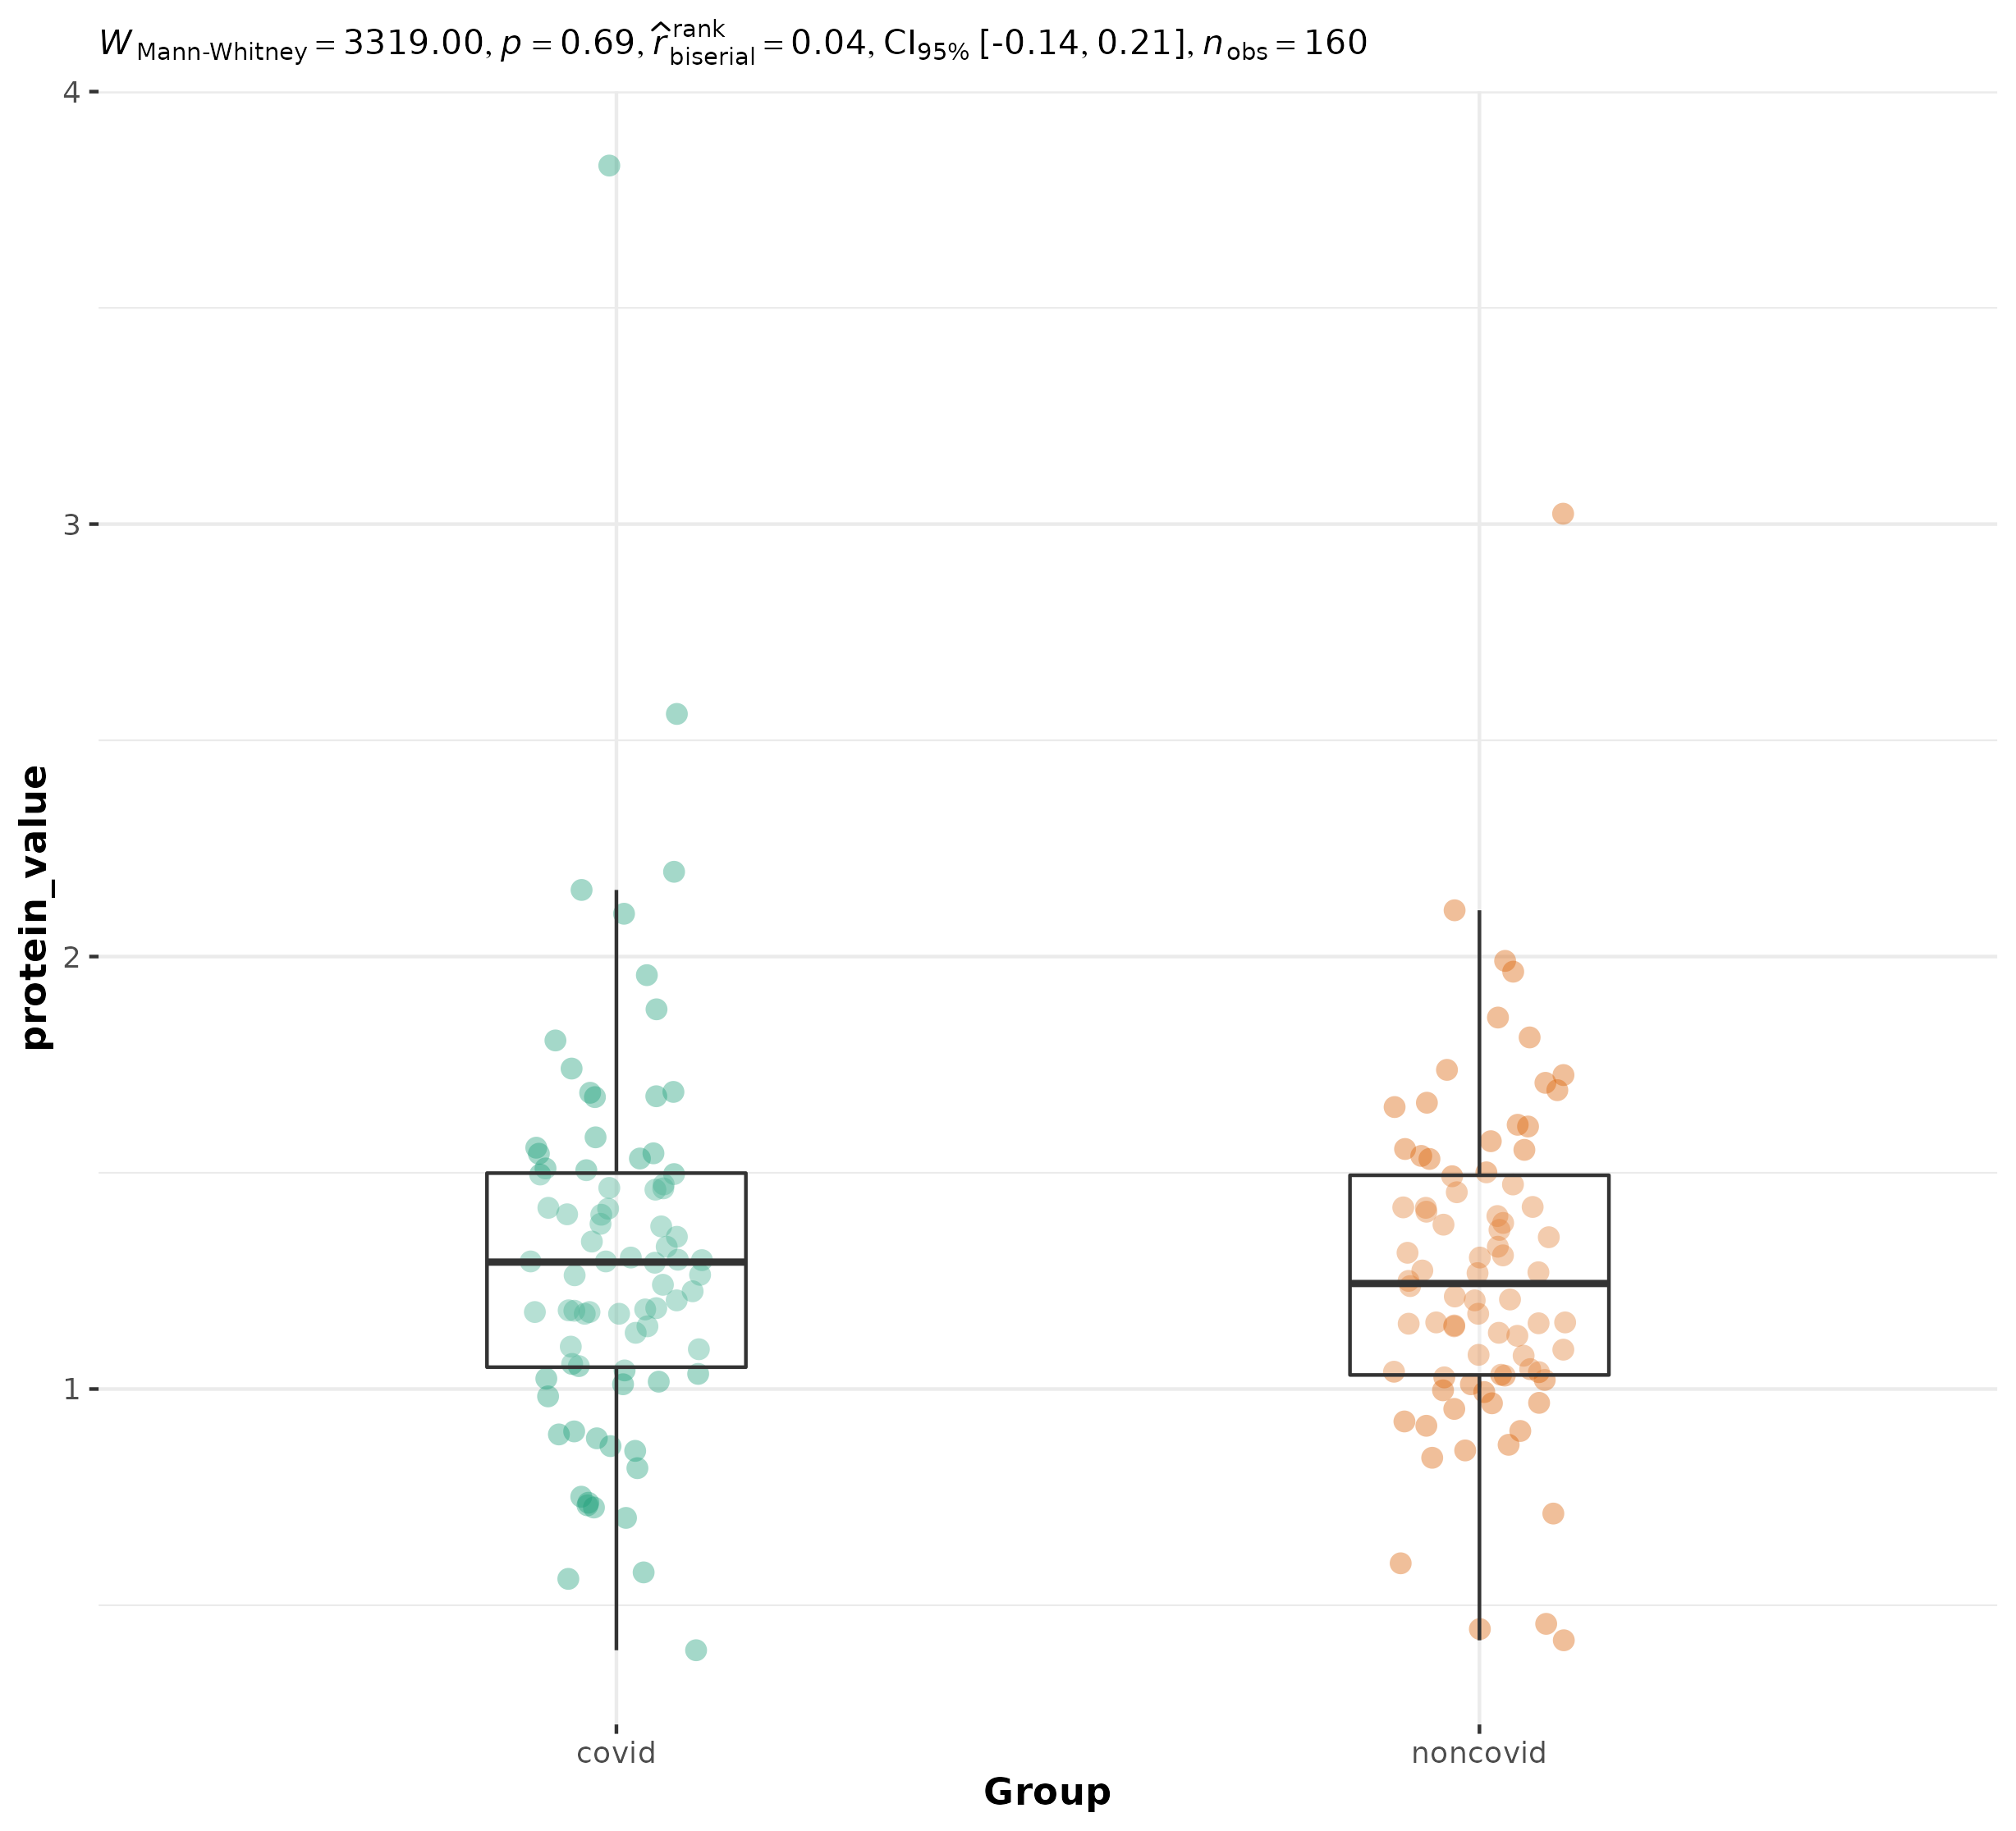 W Mann-Whitney = 3319.00, p = 0.69, r̂ rank biserial = 0.04, CI95% [-0.14, 0.21], n obs = 160
4
3
2
1
protein_value
covid noncovid
Group